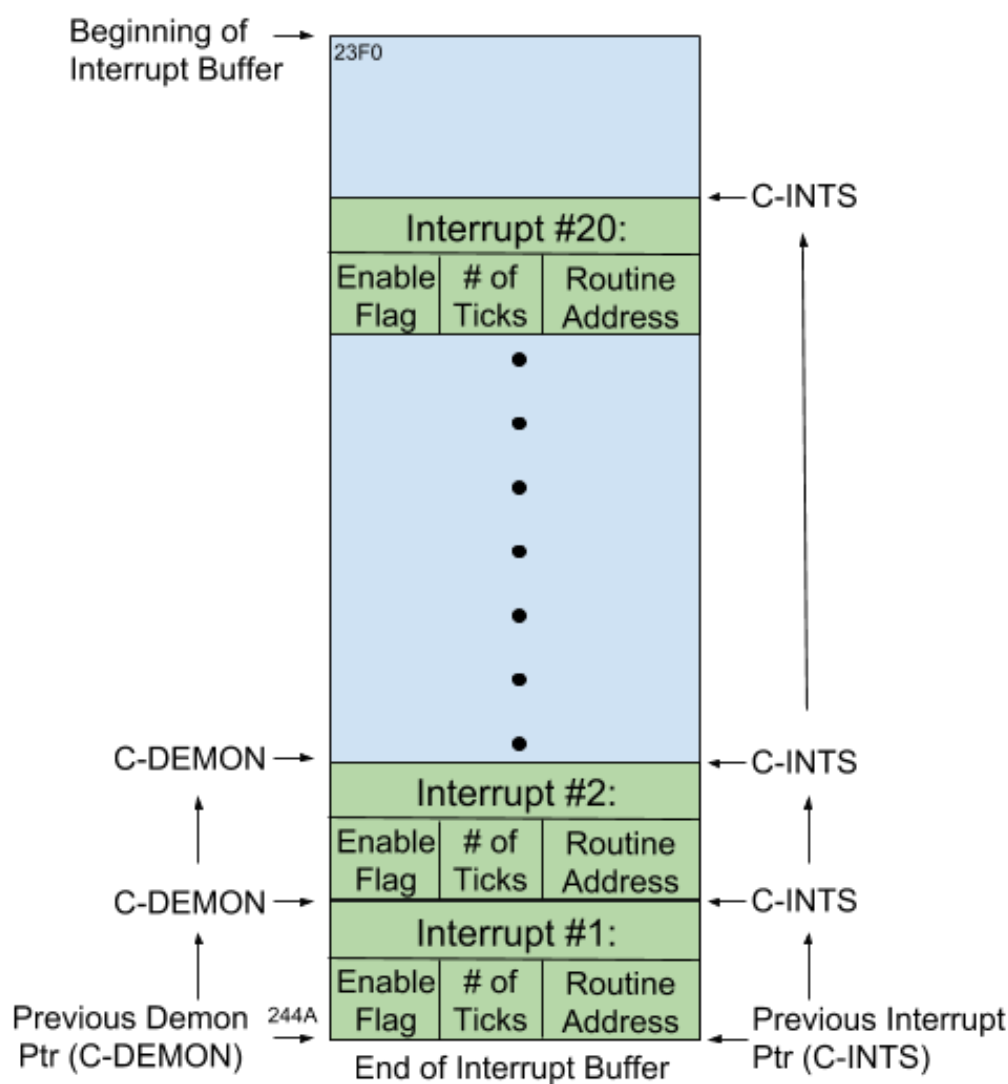 Beginning of
Interrupt Buffer
23F0
C-INTS
Interrupt #20:
Enable
Flag
# of
Ticks
Routine
Address
C-DEMON
C-INTS
Interrupt #2:
Enable
Flag
# of
Ticks
Routine
Address
C-DEMON
C-INTS
Interrupt #1:
Enable
Flag
# of
Ticks
Routine
Address
Previous Demon
Ptr (C-DEMON)
244A
Previous Interrupt
Ptr (C-INTS)
End of Interrupt Buffer